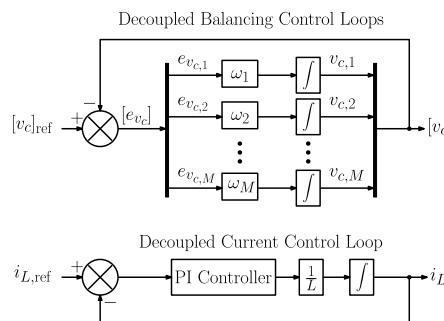 Decoupled Balancing Control Loops
e_{v_{c,1}} ω_1 ∫ v_{c,1}
−
[v_c]_ref + [e_{v_c}] e_{v_{c,2}} ω_2 ∫ v_{c,2} [v_c
e_{v_{c,M}} ω_M ∫ v_{c,M}
Decoupled Current Control Loop
i_{L,ref} + PI Controller 1/L ∫ i_L
−